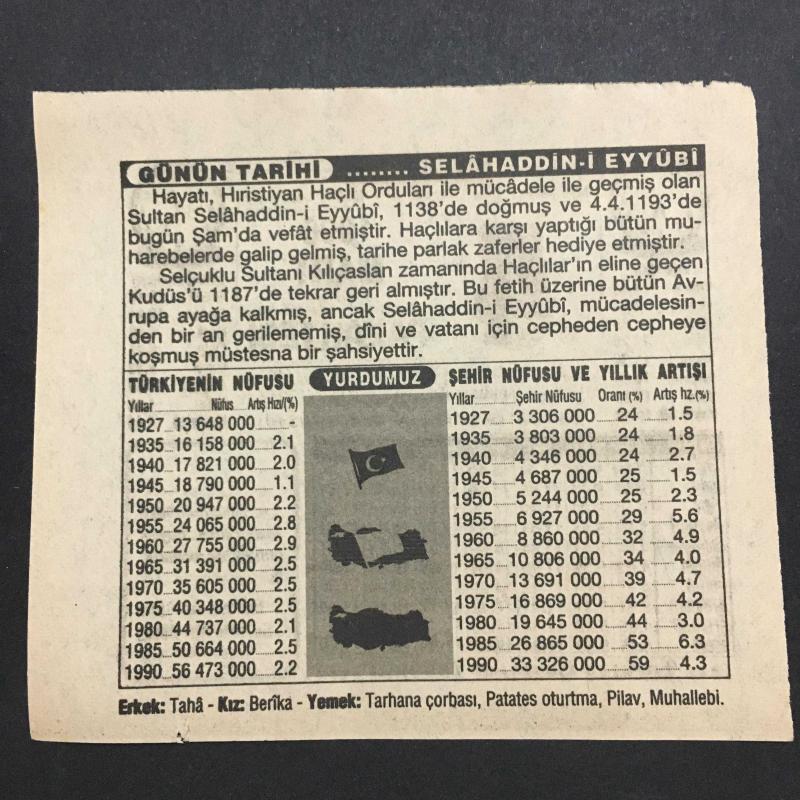 GÜNÜN TARİHİ ........ SELÂHADDİN-İ EYYÛBÎ
Hayatı, Hıristiyan Haçlı Orduları ile mücâdele ile geçmiş olan
Sultan Selâhaddin-i Eyyûbî, 1138'de doğmuş ve 4.4.1193'de
bugün Şam'da vefât etmiştir. Haçlılara karşı yaptığı bütün mu-
harebelerde galip gelmiş, tarihe parlak zaferler hediye etmiştir.
Selçuklu Sultanı Kılıçaslan zamanında Haçlılar'ın eline geçen
Kudüs'ü 1187'de tekrar geri almıştır. Bu fetih üzerine bütün Av-
rupa ayağa kalkmış, ancak Selâhaddin-i Eyyûbî, mücadelesin-
den bir an gerilememiş, dîni ve vatanı için cepheden cepheye
koşmuş müstesna bir şahsiyettir.
TÜRKİYENİN NÜFUSU
Yıllar Nüfus Artış Hızı/(%)
1927 13 648 000 -
1935 16 158 000 2.1
1940 17 821 000 2.0
1945 18 790 000 1.1
1950 20 947 000 2.2
1955 24 065 000 2.8
1960 27 755 000 2.9
1965 31 391 000 2.5
1970 35 605 000 2.5
1975 40 348 000 2.5
1980 44 737 000 2.1
1985 50 664 000 2.5
1990 56 473 000 2.2
YURDUMUZ
ŞEHİR NÜFUSU VE YILLIK ARTIŞI
Yıllar Şehir Nüfusu Oranı (%) Artış hz.(%)
1927 3 306 000 24 1.5
1935 3 803 000 24 1.8
1940 4 346 000 24 2.7
1945 4 687 000 25 1.5
1950 5 244 000 25 2.3
1955 6 927 000 29 5.6
1960 8 860 000 32 4.9
1965 10 806 000 34 4.0
1970 13 691 000 39 4.7
1975 16 869 000 42 4.2
1980 19 645 000 44 3.0
1985 26 865 000 53 6.3
1990 33 326 000 59 4.3
Erkek: Tahâ - Kız: Berîka - Yemek: Tarhana çorbası, Patates oturtma, Pilav, Muhallebi.